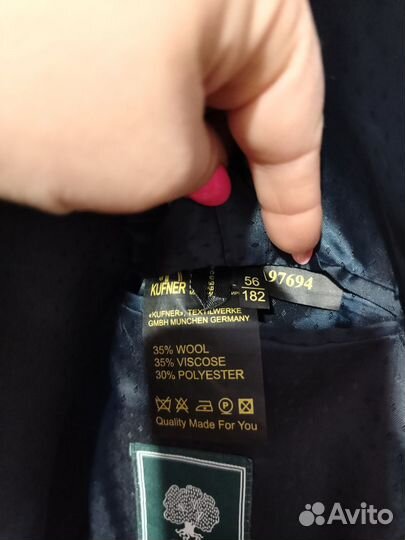 KUFNER
56
182
97694
«KUFNER», TEXTILWERKE
GMBH MUNCHEN GERMANY
35% WOOL
35% VISCOSE
30% POLYESTER
P
Quality Made For You
Avito